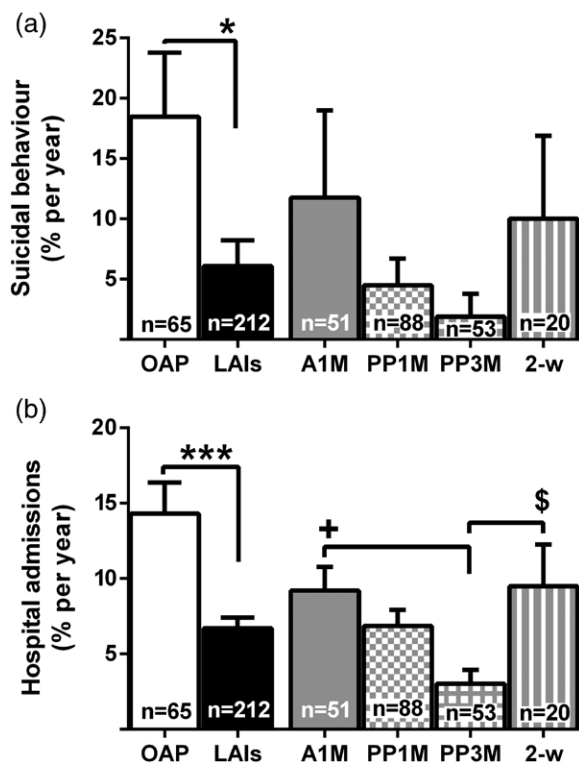 (a)
Suicidal behaviour
(% per year)
25
20
15
10
5
*
n=65 n=212 n=51 n=88 n=53 n=20
OAP LAIs A1M PP1M PP3M 2-w
(b)
Hospital admissions
(% per year)
20
15
10
5
*** + $
n=65 n=212 n=51 n=88 n=53 n=20
OAP LAIs A1M PP1M PP3M 2-w